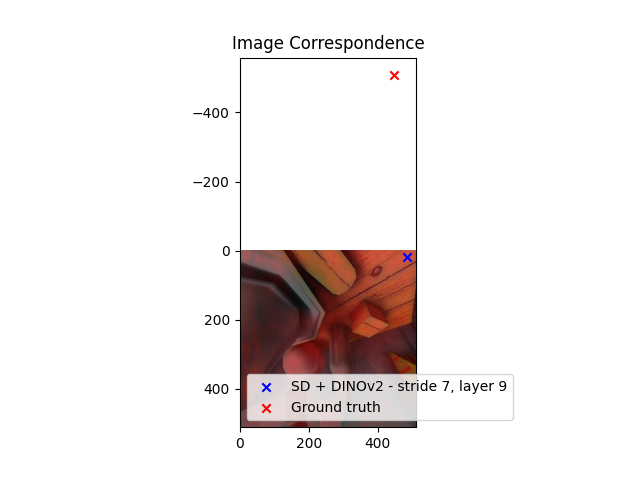 Image Correspondence
−400
−200
0
200
400
SD + DINOv2 - stride 7, layer 9
Ground truth
0 200 400